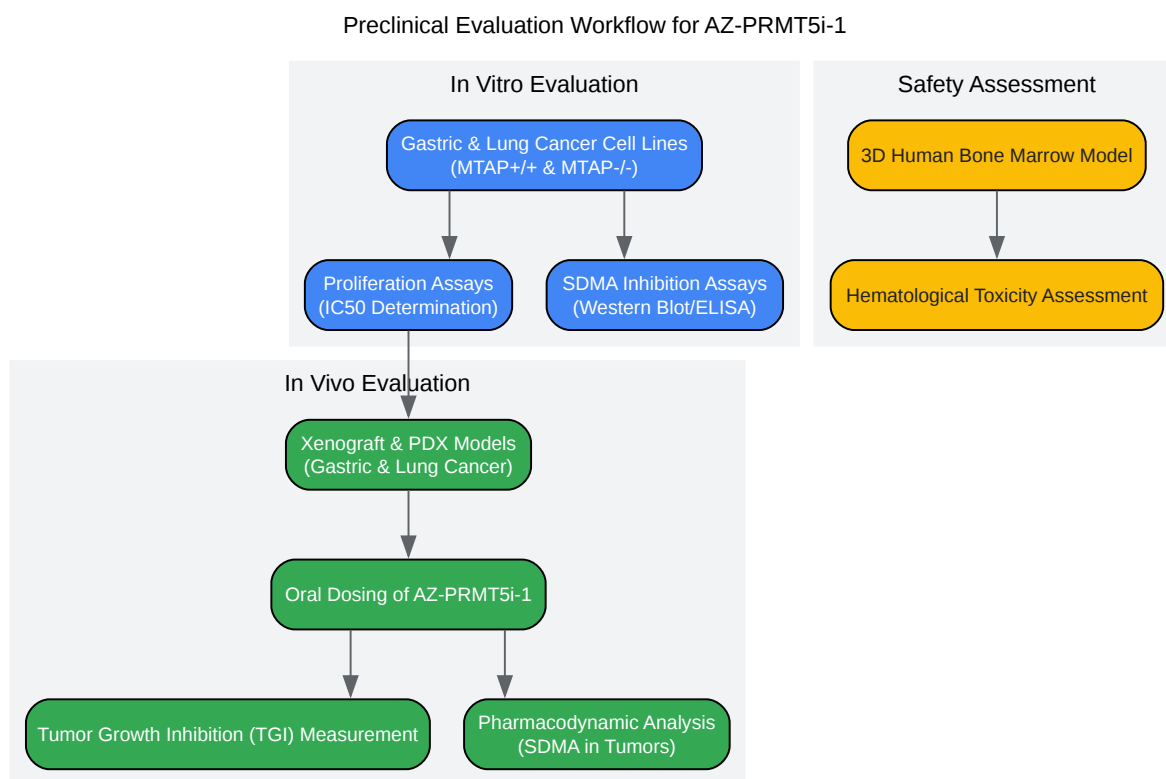 Preclinical Evaluation Workflow for AZ-PRMT5i-1
In Vitro Evaluation
Gastric & Lung Cancer Cell Lines
(MTAP+/+ & MTAP-/-)
Proliferation Assays
(IC50 Determination)
SDMA Inhibition Assays
(Western Blot/ELISA)
Safety Assessment
3D Human Bone Marrow Model
Hematological Toxicity Assessment
In Vivo Evaluation
Xenograft & PDX Models
(Gastric & Lung Cancer)
Oral Dosing of AZ-PRMT5i-1
Tumor Growth Inhibition (TGI) Measurement
Pharmacodynamic Analysis
(SDMA in Tumors)